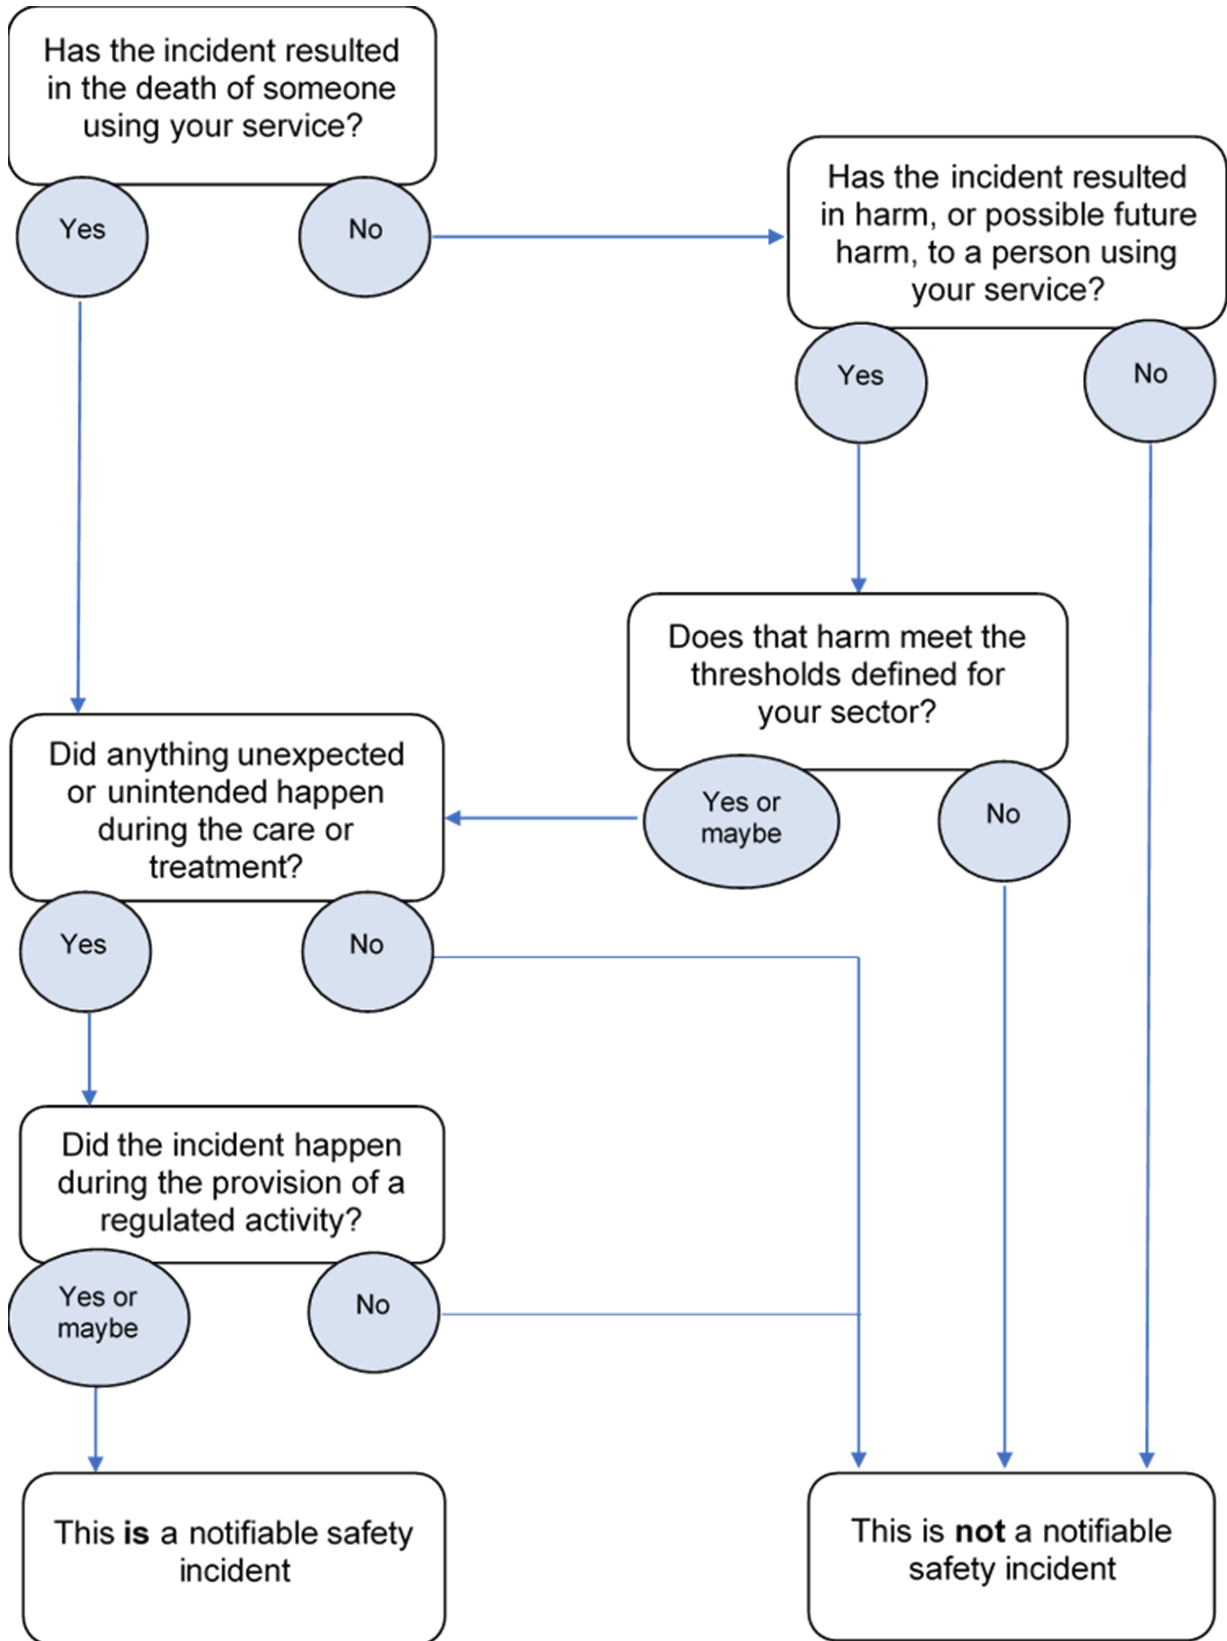 Has the incident resulted
in the death of someone
using your service?
Yes
No
Has the incident resulted
in harm, or possible future
harm, to a person using
your service?
Yes
No
Does that harm meet the
thresholds defined for
your sector?
Yes or
maybe
No
Did anything unexpected
or unintended happen
during the care or
treatment?
Yes
No
Did the incident happen
during the provision of a
regulated activity?
Yes or
maybe
No
This is a notifiable safety
incident
This is not a notifiable
safety incident